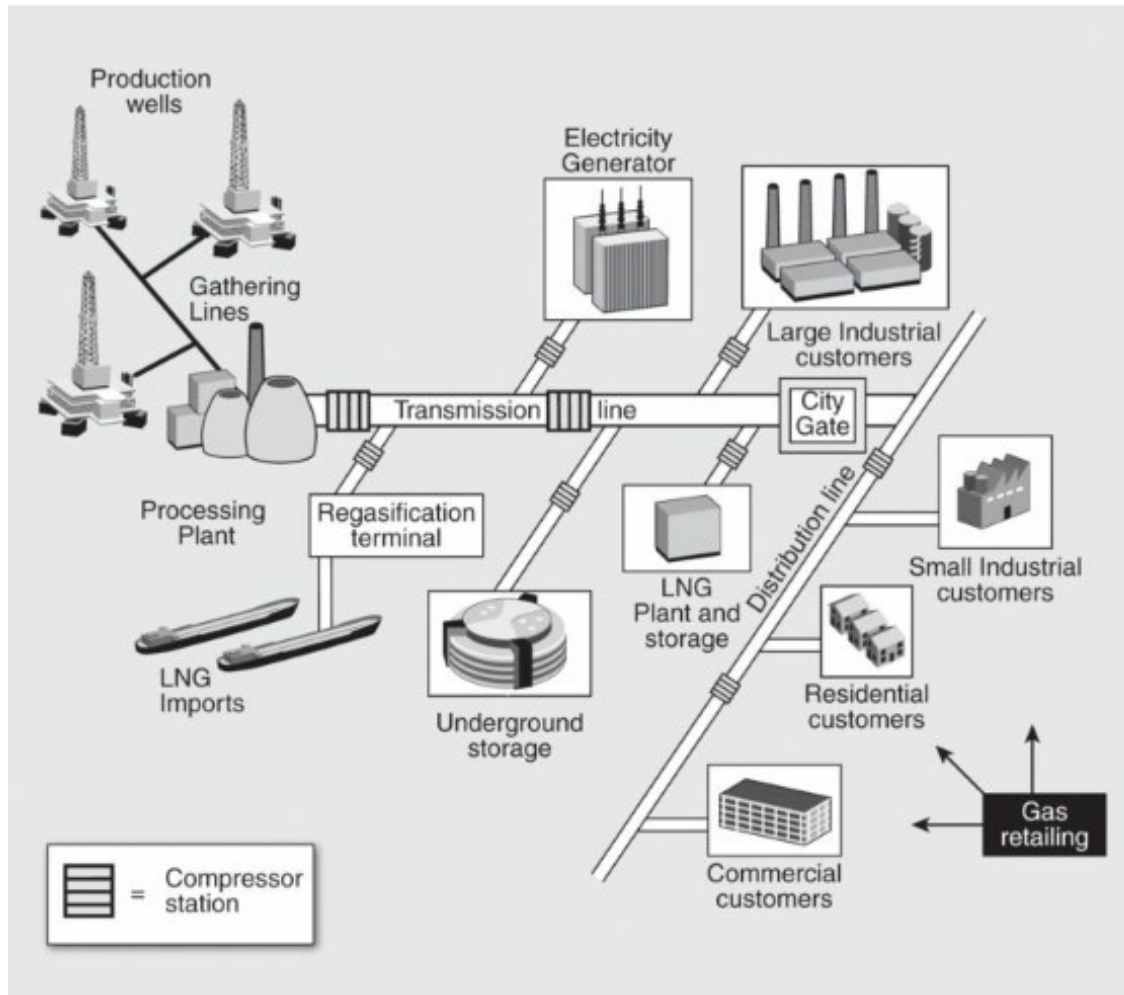 Production
wells
Electricity
Generator
Gathering
Lines
Large Industrial
customers
Transmission line
City
Gate
Processing
Plant
Regasification
terminal
Distribution line
Small Industrial
customers
LNG
Plant and
storage
LNG
Imports
Underground
storage
Residential
customers
Gas
retailing
Commercial
customers
= Compressor
station